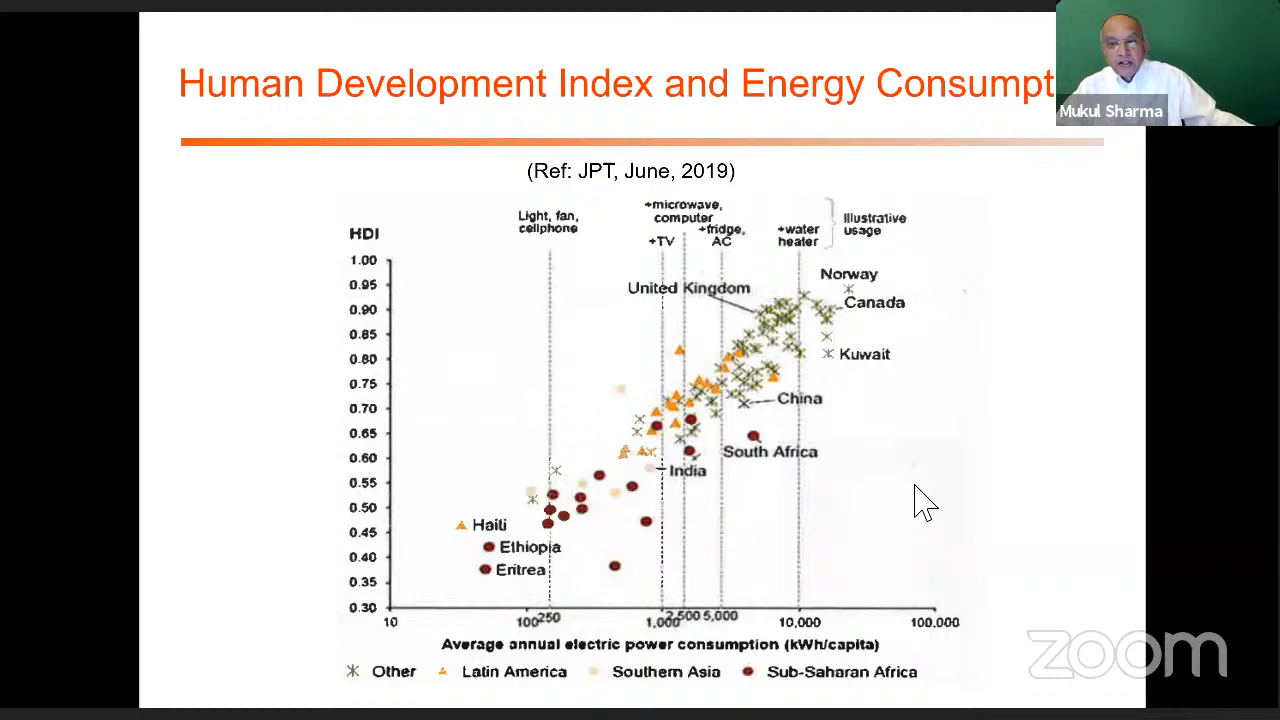 Human Development Index and Energy Consumpt
Mukul Sharma
(Ref: JPT, June, 2019)
HDI
Light, fan,
cellphone
+microwave,
computer
+TV
+fridge,
AC
+water
heater
Illustrative
usage
1.00
0.95
0.90
0.85
0.80
0.75
0.70
0.65
0.60
0.55
0.50
0.45
0.40
0.35
0.30
Norway
United Kingdom
Canada
Kuwait
China
South Africa
India
Haiti
Ethiopia
Eritrea
10
100
250
1,000
2,500
5,000
10,000
100,000
Average annual electric power consumption (kWh/capita)
Other
Latin America
Southern Asia
Sub-Saharan Africa
zoom